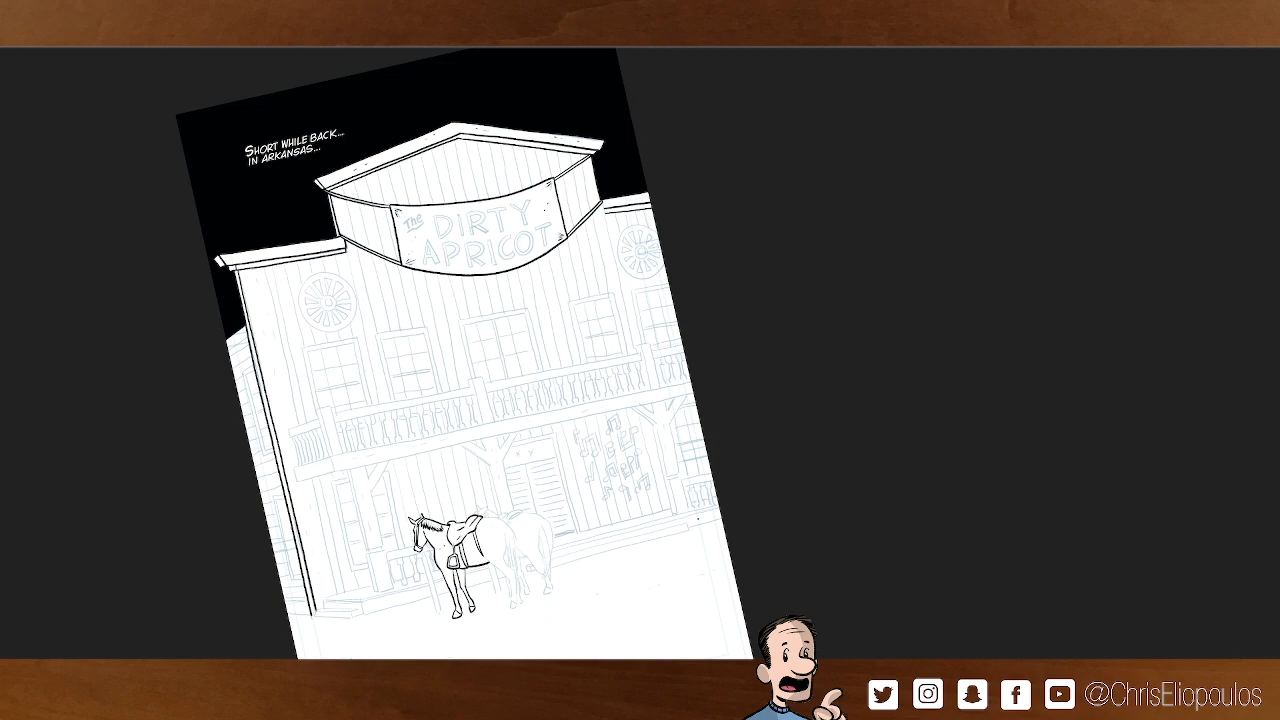 SHORT WHILE BACK...
IN ARKANSAS...
The DIRTY
APRICOT
@ChrisEliopoulos